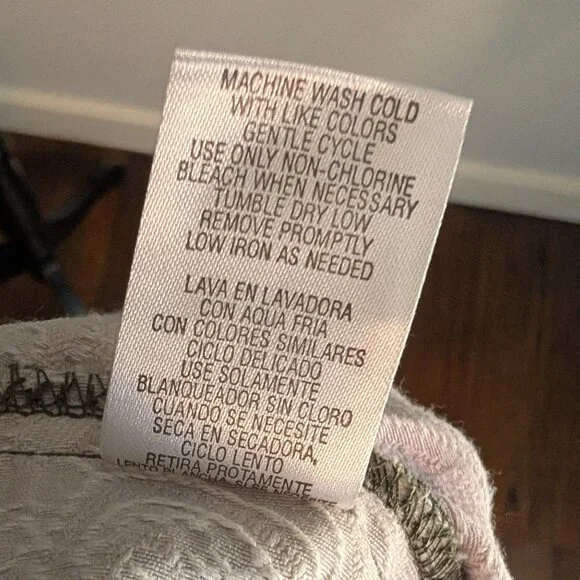 MACHINE WASH COLD
WITH LIKE COLORS
GENTLE CYCLE
USE ONLY NON-CHLORINE
BLEACH WHEN NECESSARY
TUMBLE DRY LOW
REMOVE PROMPTLY
LOW IRON AS NEEDED
LAVA EN LAVADORA
CON AQUA FRIA
CON COLORES SIMILARES
CICLO DELICADO
USE SOLAMENTE
BLANQUEADOR SIN CLORO
CUANDO SE NECESITE
SECA EN SECADORA,
CICLO LENTO
RETIRA PROTAMENTE
LENTO